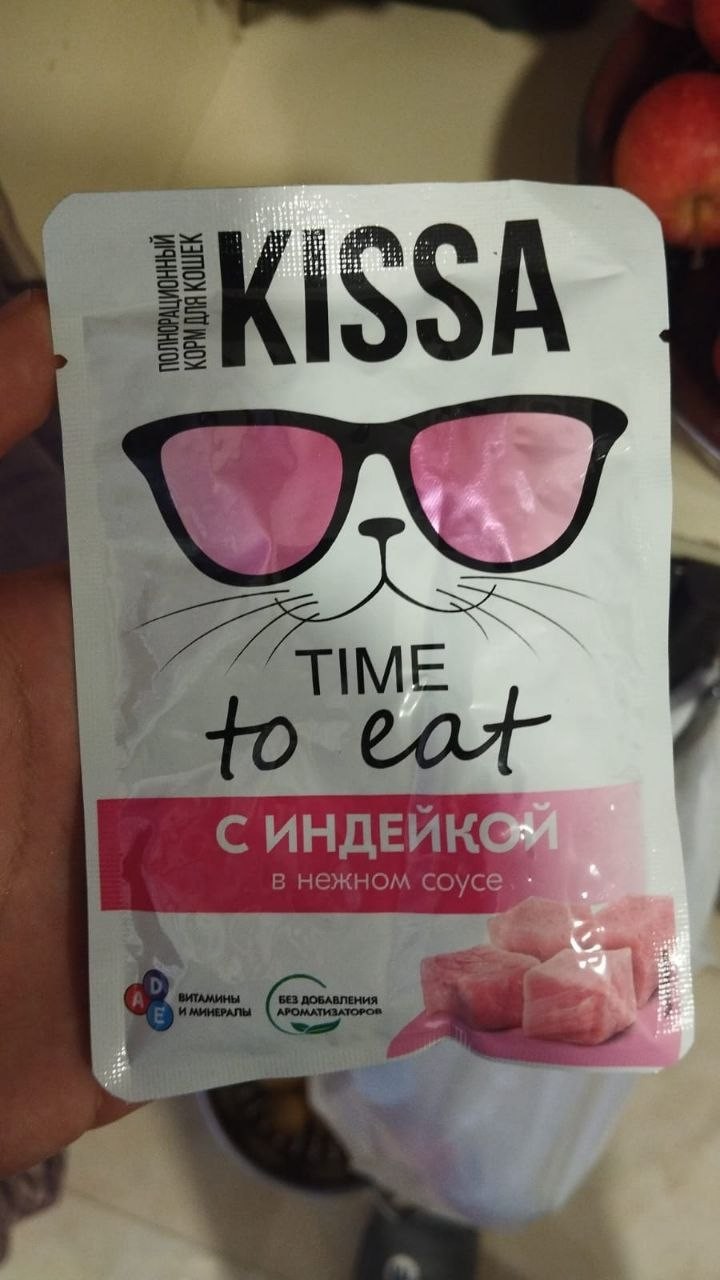 ПОЛНОРАЦИОННЫЙ
КОРМ ДЛЯ КОШЕК
KISSA
TIME
to eat
С ИНДЕЙКОЙ
в нежном соусе
A D E
ВИТАМИНЫ
И МИНЕРАЛЫ
БЕЗ ДОБАВЛЕНИЯ
АРОМАТИЗАТОРОВ